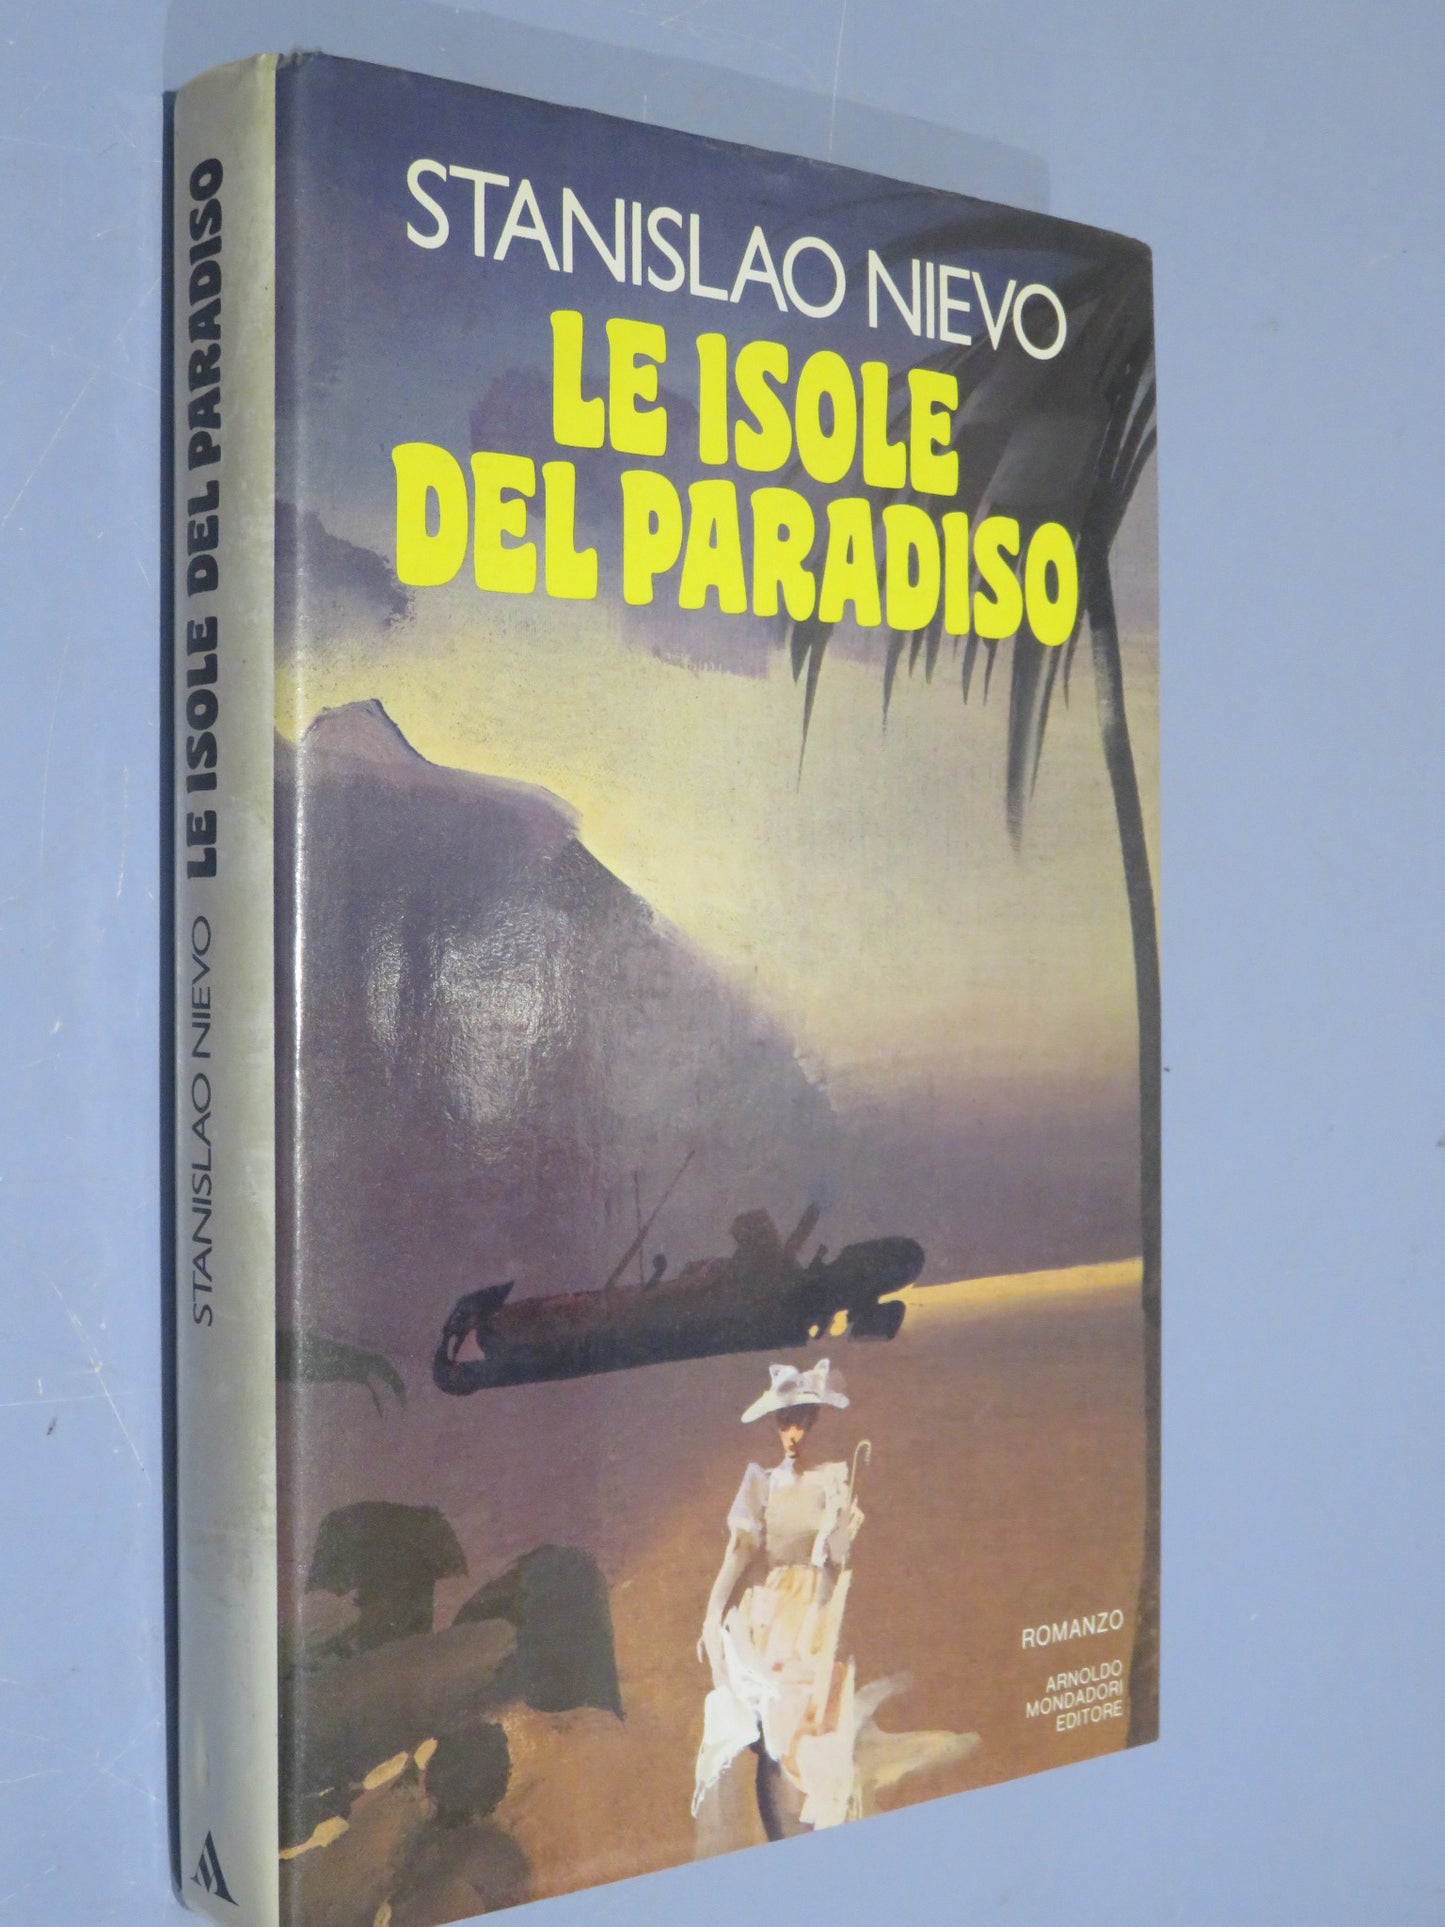 STANISLAO NIEVO
LE ISOLE
DEL PARADISO
ROMANZO
ARNOLDO
MONDADORI
EDITORE
STANISLAO NIEVO LE ISOLE DEL PARADISO